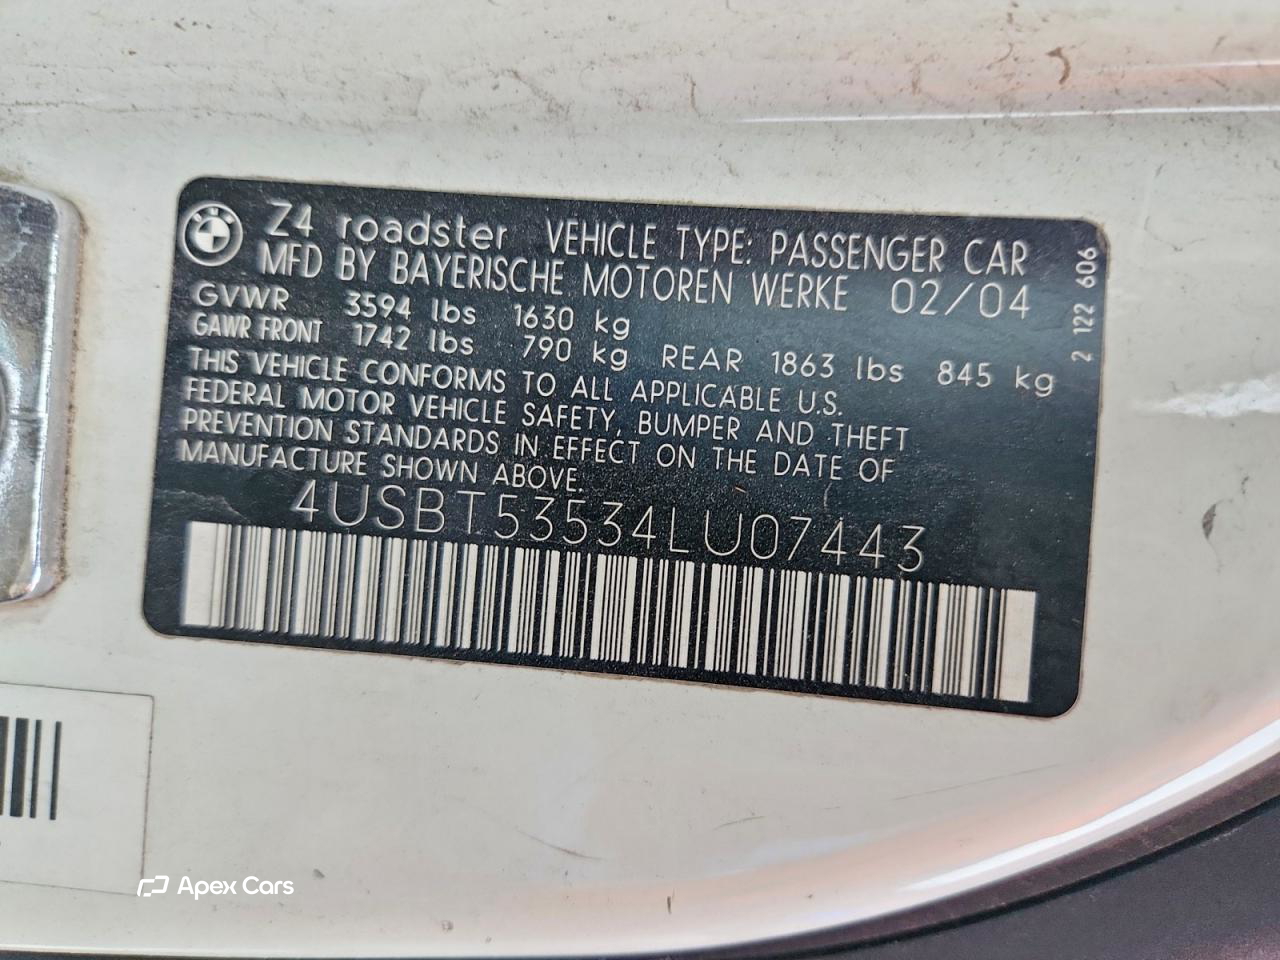 Z4 roadster VEHICLE TYPE: PASSENGER CAR
MFD BY BAYERISCHE MOTOREN WERKE 02/04
GVWR 3594 lbs 1630 kg
GAWR FRONT 1742 lbs 790 kg REAR 1863 lbs 845 kg
THIS VEHICLE CONFORMS TO ALL APPLICABLE U.S.
FEDERAL MOTOR VEHICLE SAFETY, BUMPER AND THEFT
PREVENTION STANDARDS IN EFFECT ON THE DATE OF
MANUFACTURE SHOWN ABOVE.
4USBT53534LU07443
2 122 606
Apex Cars